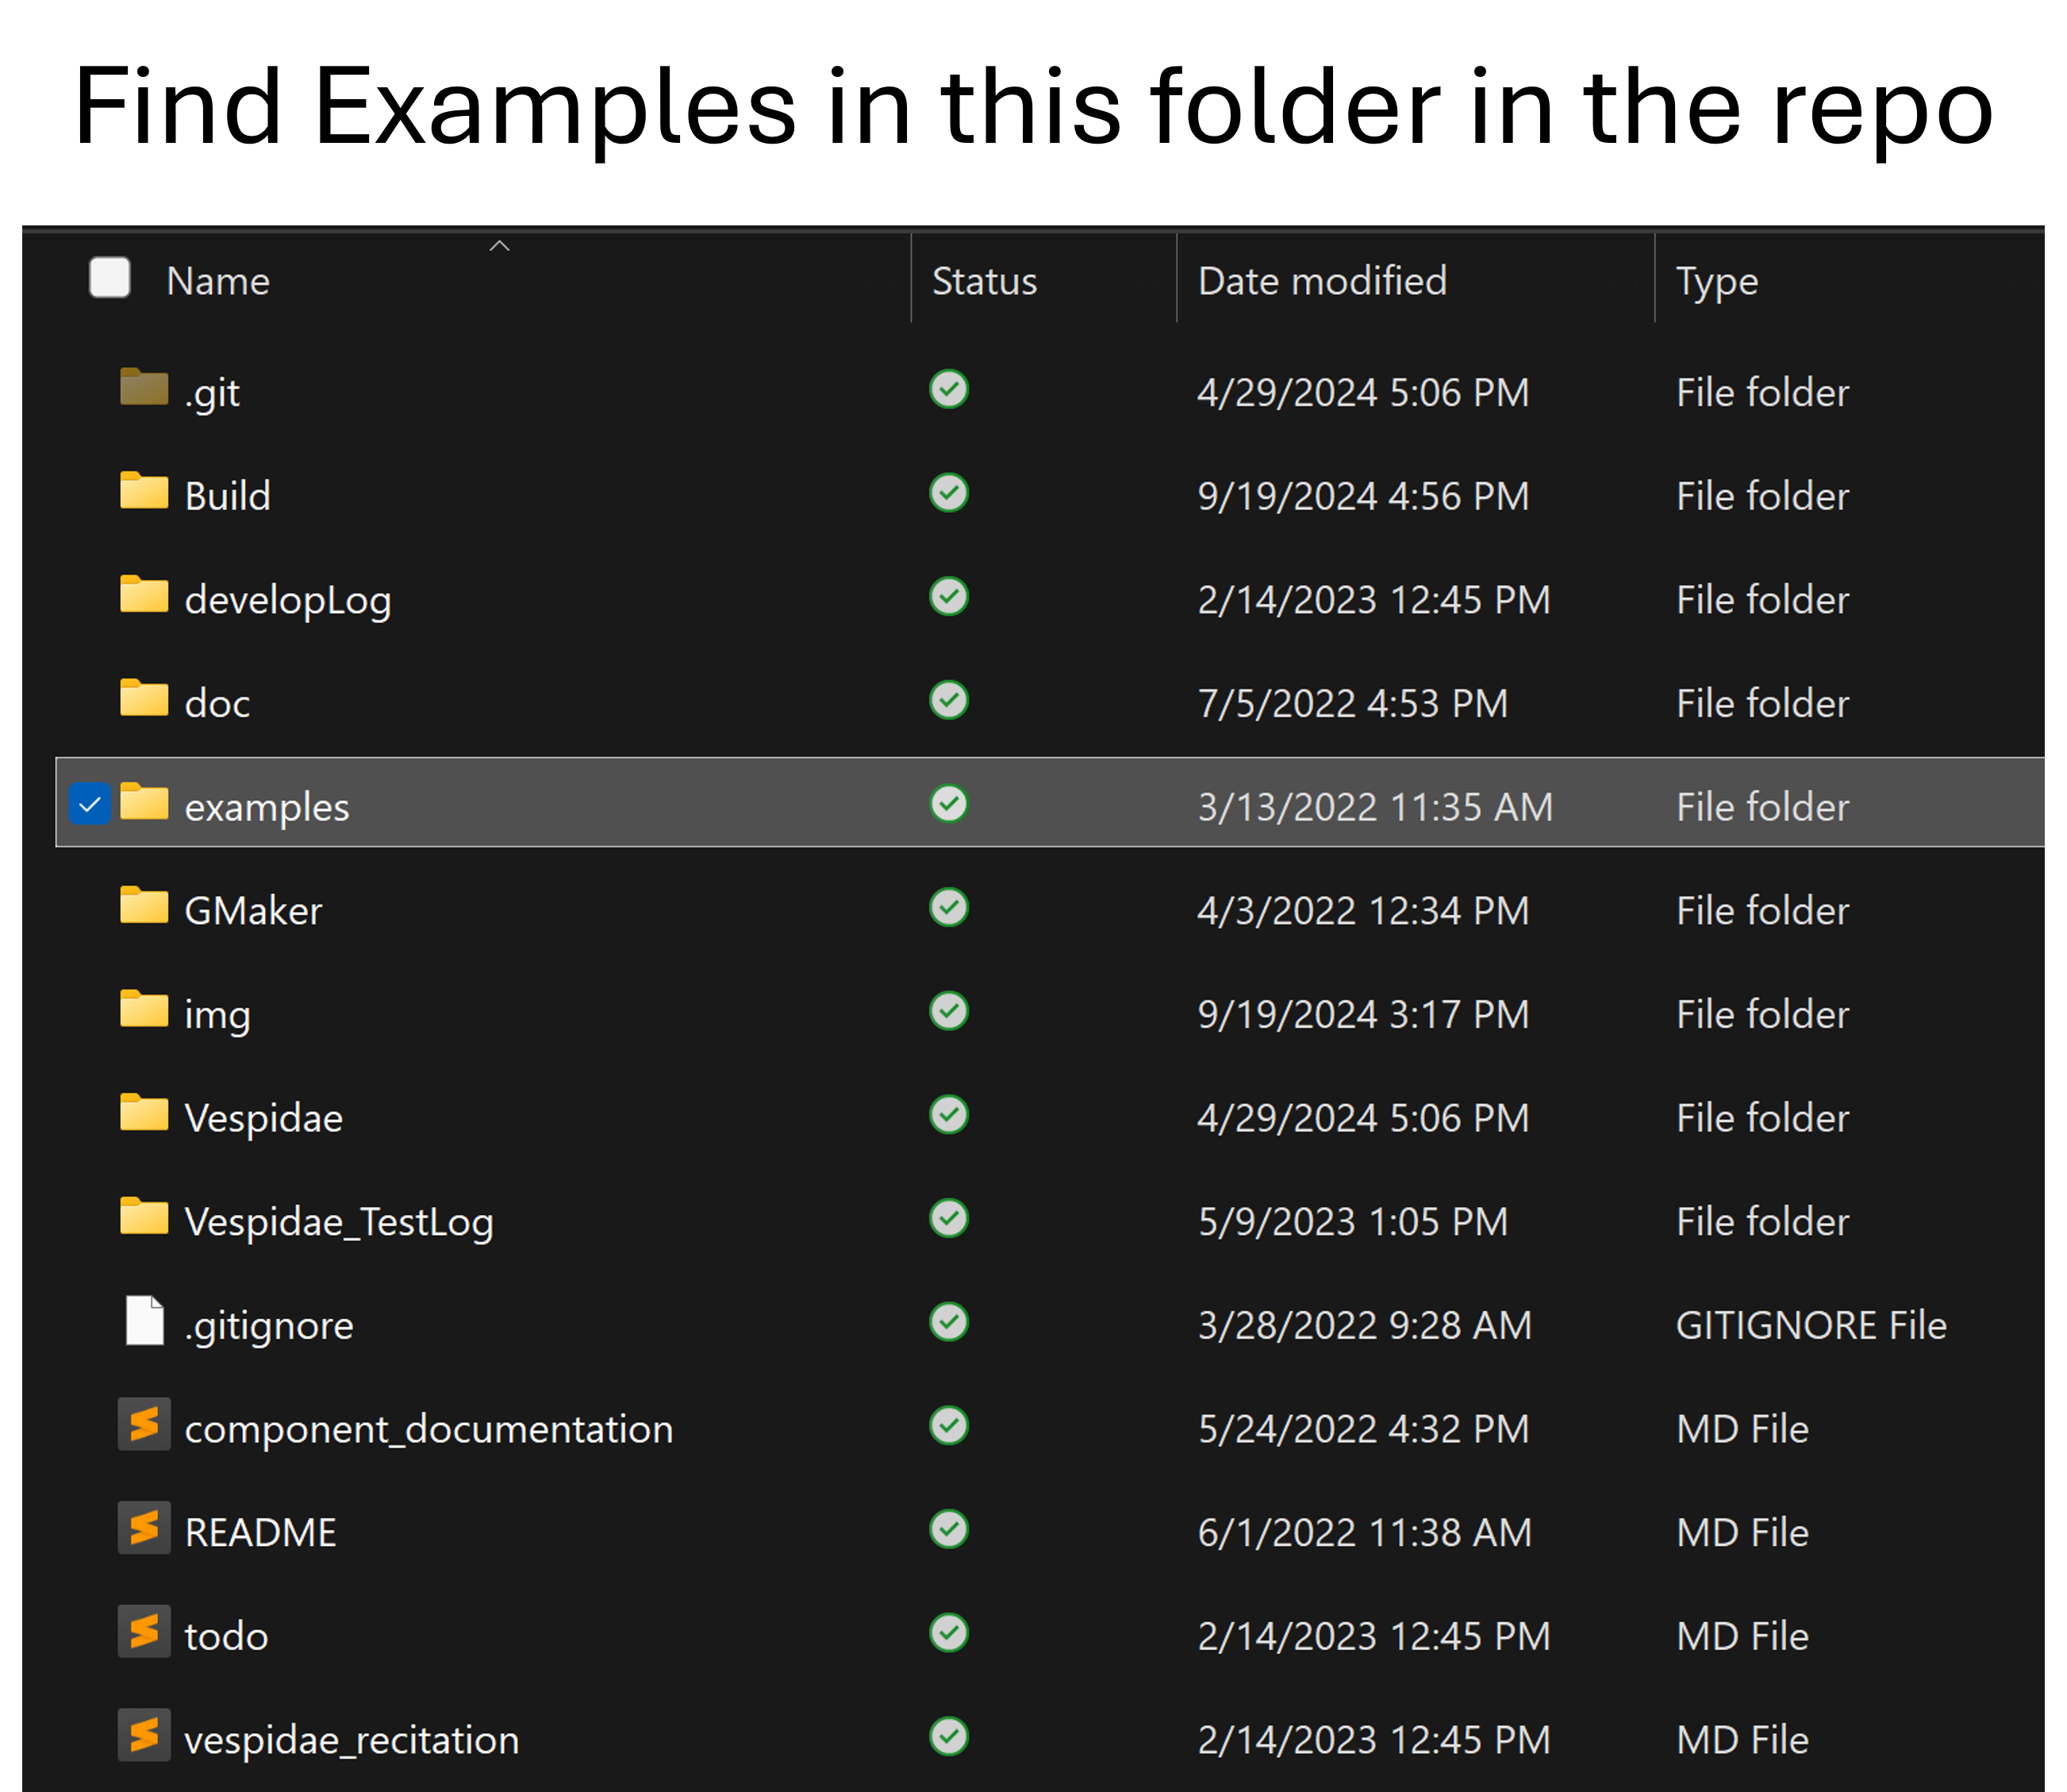 Find Examples in this folder in the repo
Name Status Date modified Type
.git 4/29/2024 5:06 PM File folder
Build 9/19/2024 4:56 PM File folder
developLog 2/14/2023 12:45 PM File folder
doc 7/5/2022 4:53 PM File folder
examples 3/13/2022 11:35 AM File folder
GMaker 4/3/2022 12:34 PM File folder
img 9/19/2024 3:17 PM File folder
Vespidae 4/29/2024 5:06 PM File folder
Vespidae_TestLog 5/9/2023 1:05 PM File folder
.gitignore 3/28/2022 9:28 AM GITIGNORE File
component_documentation 5/24/2022 4:32 PM MD File
README 6/1/2022 11:38 AM MD File
todo 2/14/2023 12:45 PM MD File
vespidae_recitation 2/14/2023 12:45 PM MD File